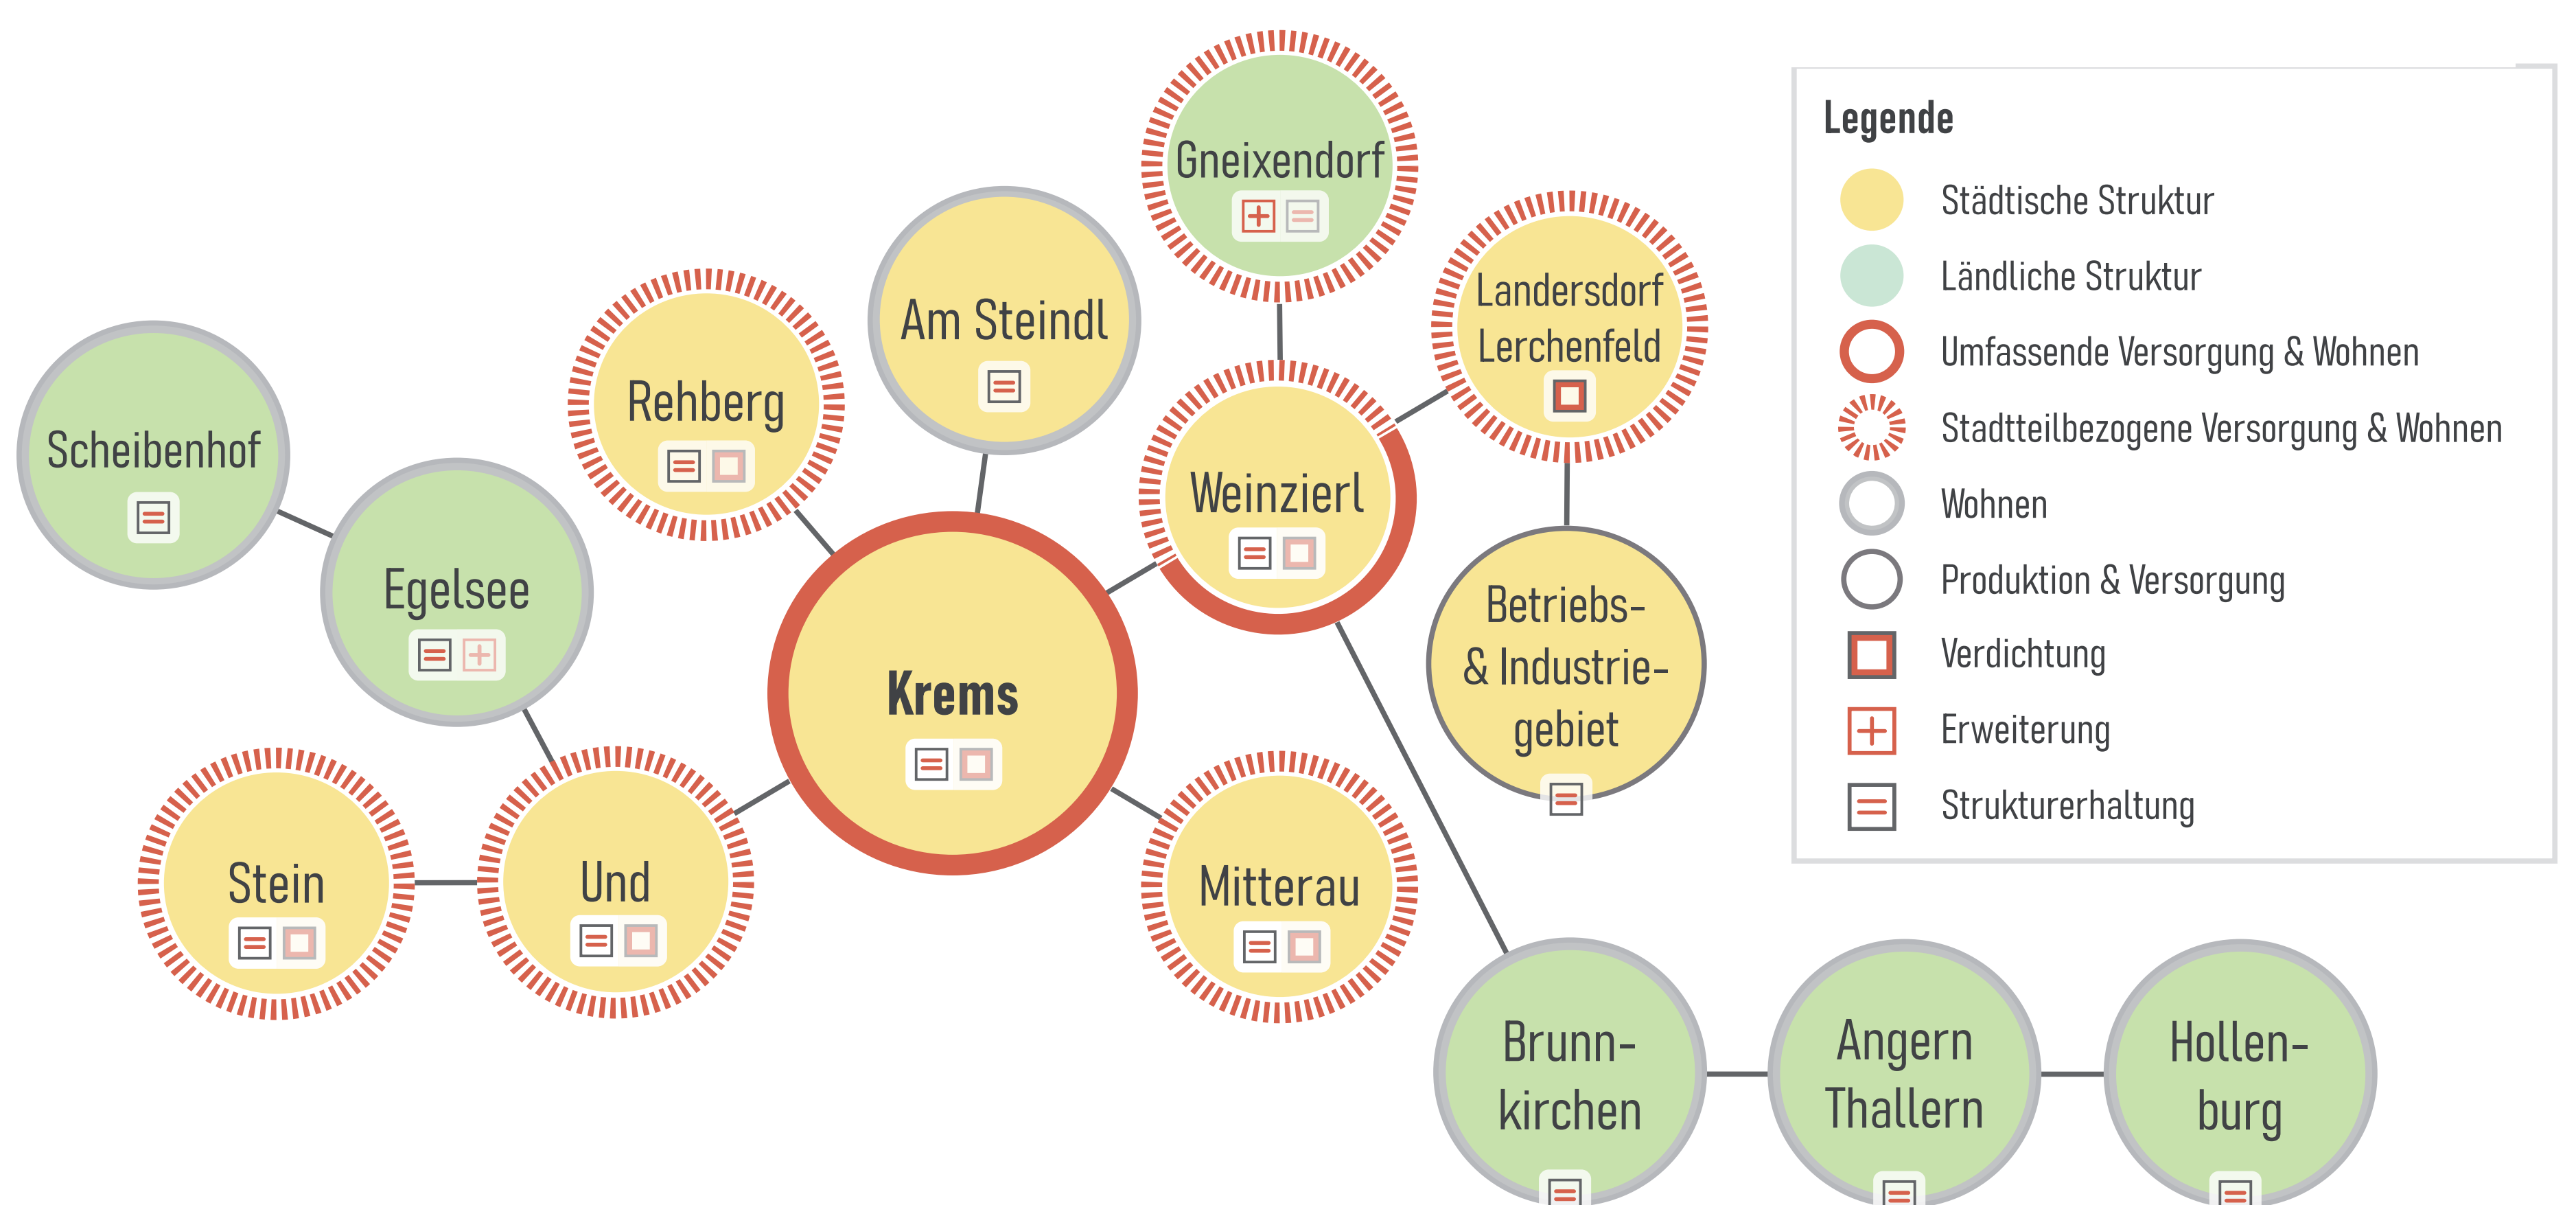 Gneixendorf
Landersdorf
Lerchenfeld
Am Steindl
Rehberg
Scheibenhof
Weinzierl
Egelsee
Betriebs-
& Industrie-
gebiet
Krems
Stein
Und
Mitterau
Brunn-
kirchen
Angern
Thallern
Hollen-
burg
Legende
Städtische Struktur
Ländliche Struktur
Umfassende Versorgung & Wohnen
Stadtteilbezogene Versorgung & Wohnen
Wohnen
Produktion & Versorgung
Verdichtung
Erweiterung
Strukturerhaltung